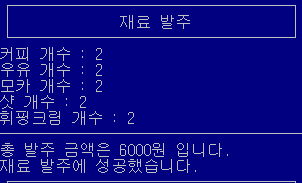 재료 발주
커피 개수 : 2
우유 개수 : 2
모카 개수 : 2
샷 개수 : 2
휘핑크림 개수 : 2
총 발주 금액은 6000원 입니다.
재료 발주에 성공했습니다.